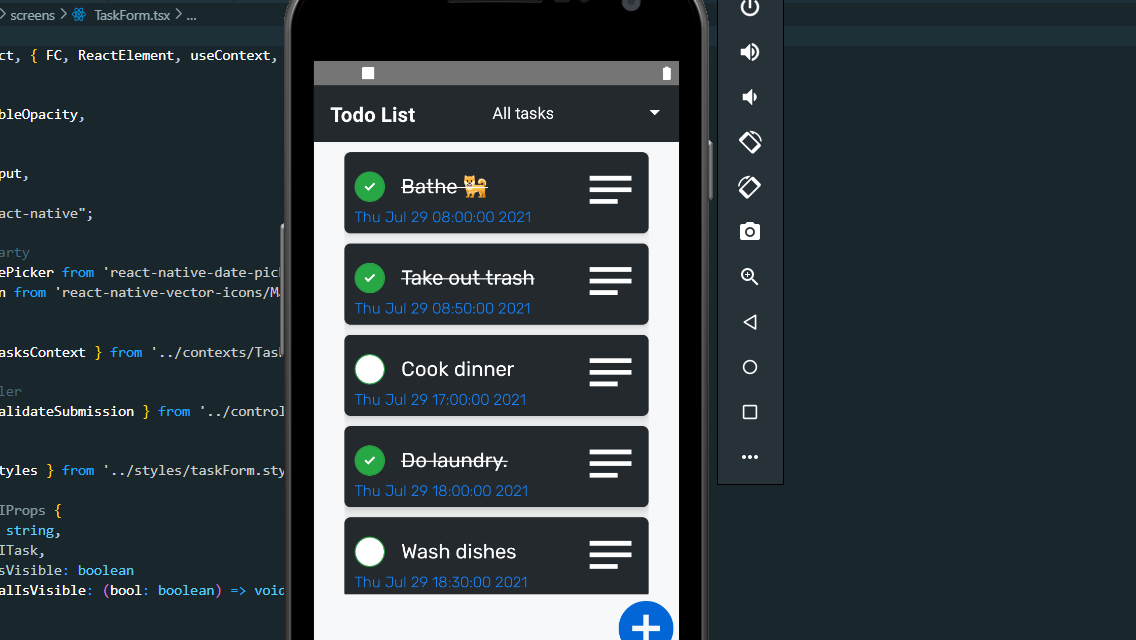 screens > TaskForm.tsx > ...
ct, { FC, ReactElement, useContext,
bleOpacity,
put,
act-native";
arty
ePicker from 'react-native-date-pic
n from 'react-native-vector-icons/M
asksContext } from '../contexts/Tas
ler
alidateSubmission } from '../control
tyles } from '../styles/taskForm.sty
IProps {
string,
ITask,
sVisible: boolean
alIsVisible: (bool: boolean) => void
Todo List
All tasks
Bathe 🐕
Thu Jul 29 08:00:00 2021
Take out trash
Thu Jul 29 08:50:00 2021
Cook dinner
Thu Jul 29 17:00:00 2021
Do laundry.
Thu Jul 29 18:00:00 2021
Wash dishes
Thu Jul 29 18:30:00 2021